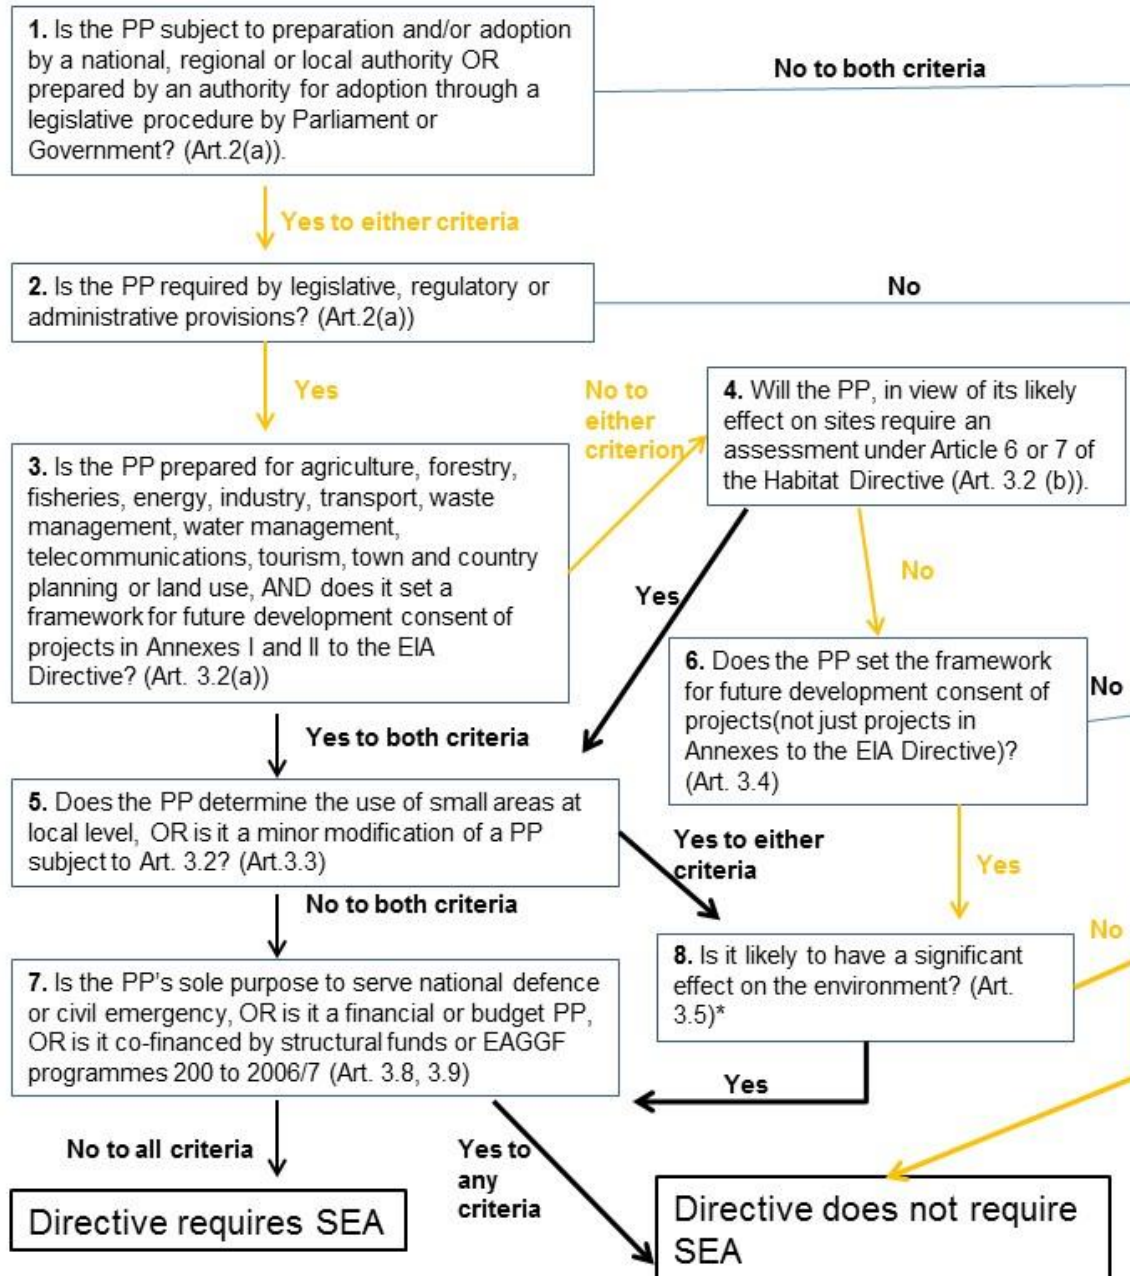 1. Is the PP subject to preparation and/or adoption
by a national, regional or local authority OR
prepared by an authority for adoption through a
legislative procedure by Parliament or
Government? (Art.2(a)).
No to both criteria
Yes to either criteria
2. Is the PP required by legislative, regulatory or
administrative provisions? (Art.2(a))
No
Yes
No to
either
criterion
4. Will the PP, in view of its likely
effect on sites require an
assessment under Article 6 or 7 of
the Habitat Directive (Art. 3.2 (b)).
3. Is the PP prepared for agriculture, forestry,
fisheries, energy, industry, transport, waste
management, water management,
telecommunications, tourism, town and country
planning or land use, AND does it set a
framework for future development consent of
projects in Annexes I and II to the EIA
Directive? (Art. 3.2(a))
Yes
No
6. Does the PP set the framework
for future development consent of
projects(not just projects in
Annexes to the EIA Directive)?
(Art. 3.4)
No
Yes to both criteria
5. Does the PP determine the use of small areas at
local level, OR is it a minor modification of a PP
subject to Art. 3.2? (Art.3.3)
Yes to either
criteria
Yes
No to both criteria
No
8. Is it likely to have a significant
effect on the environment? (Art.
3.5)*
7. Is the PP's sole purpose to serve national defence
or civil emergency, OR is it a financial or budget PP,
OR is it co-financed by structural funds or EAGGF
programmes 200 to 2006/7 (Art. 3.8, 3.9)
Yes
No to all criteria
Yes to
any
criteria
Directive requires SEA
Directive does not require
SEA